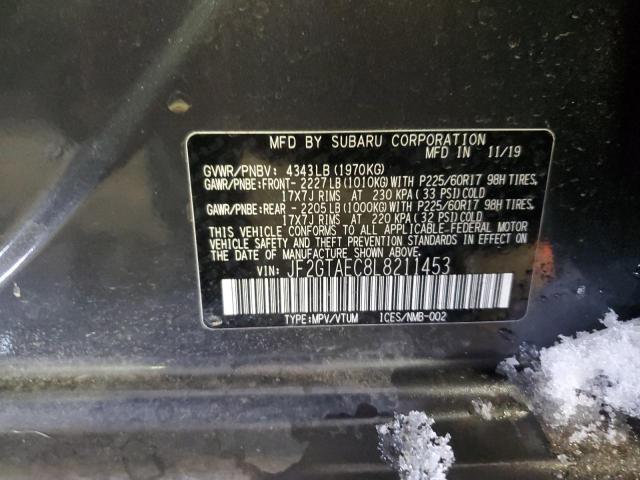 MFD BY SUBARU CORPORATION
MFD IN 11/19
GVWR/PNBV: 4343LB (1970KG)
GAWR/PNBE:FRONT- 2227LB (1010KG) WITH P225/60R17 98H TIRES,
17X7J RIMS AT 230 KPA (33 PSI) COLD
GAWR/PNBE:REAR - 2205LB (1000KG) WITH P225/60R17 98H TIRES,
17X7J RIMS AT 220 KPA (32 PSI) COLD
THIS VEHICLE CONFORMS TO ALL APPLICABLE-FEDERAL MOTOR
VEHICLE SAFETY AND THEFT PREVENTION STANDARDS IN EFFECT ON
THE DATE OF MANUFACTURE SHOWN ABOVE.
VIN: JF2GTAEC8L8211453
TYPE:MPV/VTUM 1CES/NMB-002